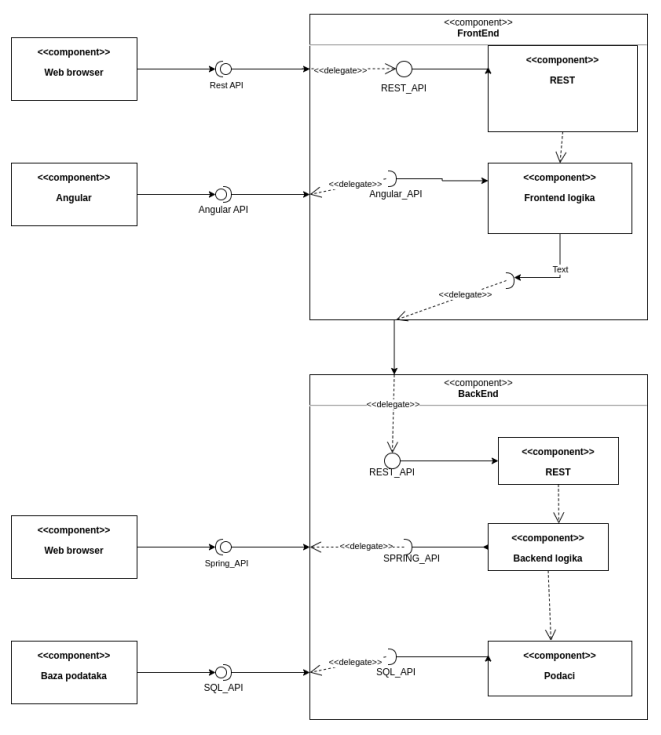 <<component>>
FrontEnd
<<component>>
Web browser
Rest API
<<delegate>>
REST_API
<<component>>
REST
<<component>>
Angular
Angular API
<<delegate>>
Angular_API
<<component>>
Frontend logika
Text
<<delegate>>
<<component>>
BackEnd
<<delegate>>
REST_API
<<component>>
REST
<<component>>
Web browser
Spring_API
<<delegate>>
SPRING_API
<<component>>
Backend logika
<<component>>
Baza podataka
SQL_API
<<delegate>>
SQL_API
<<component>>
Podaci